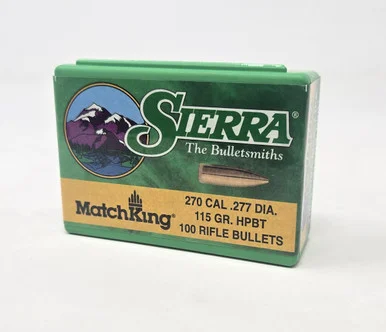 SIERRA®
The Bulletsmiths
MatchKing®
270 CAL .277 DIA.
115 GR. HPBT
100 RIFLE BULLETS